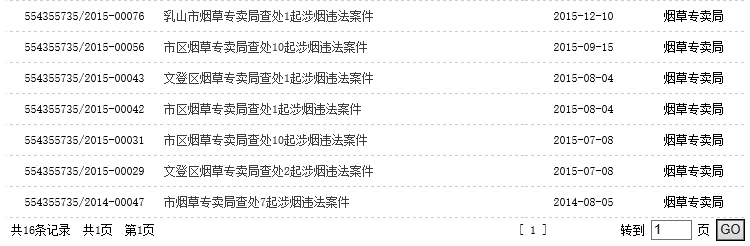 554355735/2015-00076 乳山市烟草专卖局查处1起涉烟违法案件 2015-12-10 烟草专卖局
554355735/2015-00056 市区烟草专卖局查处10起涉烟违法案件 2015-09-15 烟草专卖局
554355735/2015-00043 文登区烟草专卖局查处1起涉烟违法案件 2015-08-04 烟草专卖局
554355735/2015-00042 市区烟草专卖局查处1起涉烟违法案件 2015-08-04 烟草专卖局
554355735/2015-00031 市区烟草专卖局查处10起涉烟违法案件 2015-07-08 烟草专卖局
554355735/2015-00029 文登区烟草专卖局查处2起涉烟违法案件 2015-07-08 烟草专卖局
554355735/2014-00047 市烟草专卖局查处7起涉烟违法案件 2014-08-05 烟草专卖局
共16条记录 共1页 第1页 [ 1 ] 转到 1 页 GO